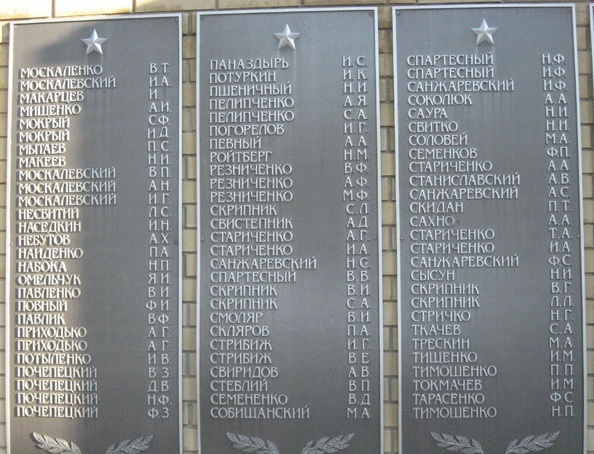 МОСКАЛЕНКО В.Т.
МОСКАЛЕВСКИЙ И.А.
МАКАРЦЕВ И.
МИШЕНКО А.И.
МОКРЫЙ С.Ф.
МОКРЫЙ И.Д.
МЫТАЕВ П.С.
МАКЕЕВ Н.И.
МОСКАЛЕВСКИЙ В.П.
МОСКАЛЕВСКИЙ А.Н.
МОСКАЛЕВСКИЙ И.Г.
НЕСВИТИЙ Л.С.
НАСЕДКИН И.Н.
НЕБУТОВ А.Х.
НАЙДЕНКО П.А.
НАБОКА Н.П.
ОМЕЛЬЧУК Я.И.
ПАВЛЕНКО В.И.
ПОВНЫЙ Ф.И.
ПАВЛИК В.Ф.
ПРИХОДЬКО А.Г.
ПРИХОДЬКО А.Г.
ПОТЫЛЕНКО И.В.
ПОЧЕПЕЦКИЙ В.З.
ПОЧЕПЕЦКИЙ Д.В.
ПОЧЕПЕЦКИЙ Н.Ф.
ПОЧЕПЕЦКИЙ Ф.З.
ПАНАЗДЫРЬ И.С.
ПОТУРКИН И.К.
ПШЕНИЧНЫЙ Н.И.
ПЕЛИПЧЕНКО А.Я.
ПЕЛИПЧЕНКО С.А.
ПОГОРЕЛОВ И.Г.
ПЕВНЫЙ А.А.
РОЙТБЕРГ Н.М.
РЕЗНИЧЕНКО В.Ф.
РЕЗНИЧЕНКО А.Ф.
РЕЗНИЧЕНКО М.Ф.
СКРИПНИК С.Л.
СВИСТЕПНИК А.Д.
СТАРИЧЕНКО А.Г.
СТАРИЧЕНКО И.А.
САНЖАРЕВСКИЙ Н.С.
СПАРТЕСНЫЙ В.В.
СКРИПНИК В.И.
СКРИПНИК С.А.
СМОЛЯР В.И.
СКЛЯРОВ П.А.
СТРИБИЖ И.Г.
СТРИБИЖ В.Е.
СВИРИДОВ А.В.
СТЕБЛИЙ В.П.
СЕМЕНЕНКО В.Д.
СОБИЩАНСКИЙ М.А.
СПАРТЕСНЫЙ Н.Ф.
СПАРТЕСНЫЙ И.Ф.
САНЖАРЕВСКИЙ И.Ф.
СОКОЛЮК А.А.
САУРА Н.И.
СВИТКО Н.И.
СОЛОВЕЙ М.А.
СЕМЕНКОВ Ф.П.
СТАРИЧЕНКО А.А.
СТАНИСЛАВСКИЙ А.В.
САНЖАРЕВСКИЙ А.С.
СКИДАН П.Т.
САХНО А.А.
СТАРИЧЕНКО Т.А.
СТАРИЧЕНКО И.А.
САНЖАРЕВСКИЙ Ф.С.
СЫСУН Н.И.
СКРИПНИК В.Г.
СКРИПНИК Л.Л.
СТРИЧКО Н.Г.
ТКАЧЕВ С.А.
ТРЕСКИН М.А.
ТИЩЕНКО И.М.
ТИМОШЕНКО П.П.
ТОКМАЧЕВ И.М.
ТАРАСЕНКО Ф.С.
ТИМОШЕНКО Н.П.